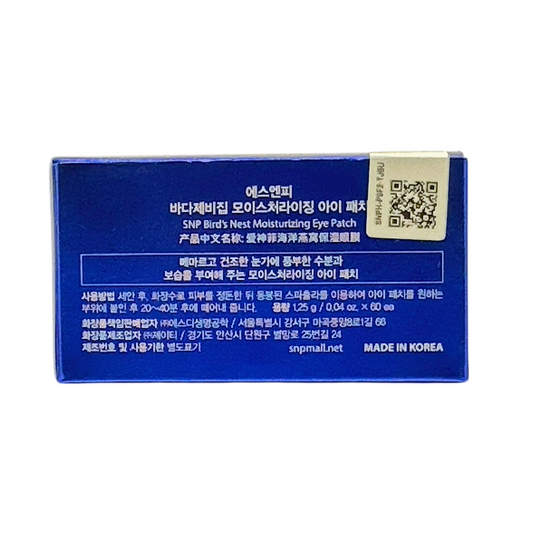 에스엔피
바다제비집 모이스처라이징 아이 패치
SNP Bird's Nest Moisturizing Eye Patch
产品中文名称: 爱神菲海洋燕窝保湿眼膜
메마르고 건조한 눈가에 풍부한 수분과
보습을 부여해 주는 모이스처라이징 아이 패치
사용방법 세안 후, 화장수로 피부를 정돈한 뒤 동봉된 스파출라를 이용하여 아이 패치를 원하는
부위에 붙인 후 20~40분 후에 떼어내 줍니다. 용량 1.25 g / 0.04 oz. × 60 ea
화장품책임판매업자 ㈜에스다생명공학 / 서울특별시 강서구 마곡중앙8로1길 66
화장품제조업자 ㈜제이티 / 경기도 안산시 단원구 별망로 25번길 24
제조번호 및 사용기한 별도표기
snpmall.net
MADE IN KOREA